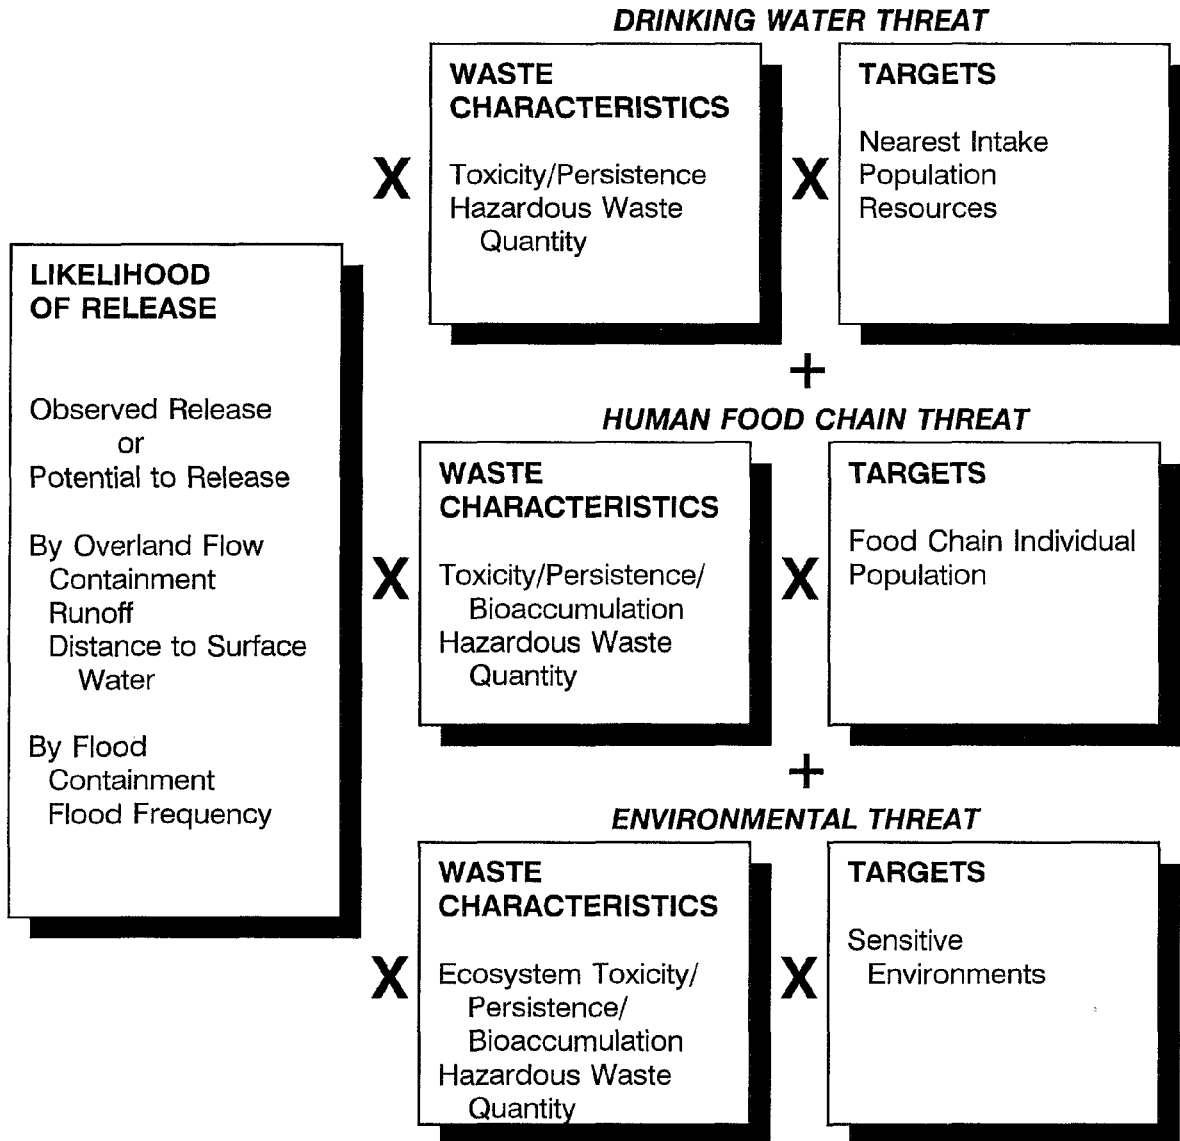 DRINKING WATER THREAT
WASTE
CHARACTERISTICS
Toxicity/Persistence
Hazardous Waste
Quantity
TARGETS
Nearest Intake
Population
Resources
X
X
LIKELIHOOD
OF RELEASE
Observed Release
or
Potential to Release
By Overland Flow
Containment
Runoff
Distance to Surface
Water
By Flood
Containment
Flood Frequency
+
HUMAN FOOD CHAIN THREAT
WASTE
CHARACTERISTICS
Toxicity/Persistence/
Bioaccumulation
Hazardous Waste
Quantity
TARGETS
Food Chain Individual
Population
X
X
+
ENVIRONMENTAL THREAT
WASTE
CHARACTERISTICS
Ecosystem Toxicity/
Persistence/
Bioaccumulation
Hazardous Waste
Quantity
TARGETS
Sensitive
Environments
X
X